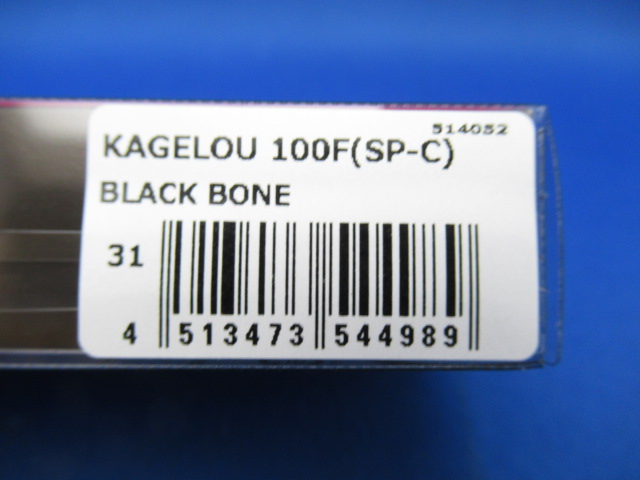 514052
KAGELOU 100F(SP-C)
BLACK BONE
31
4 513473 544989